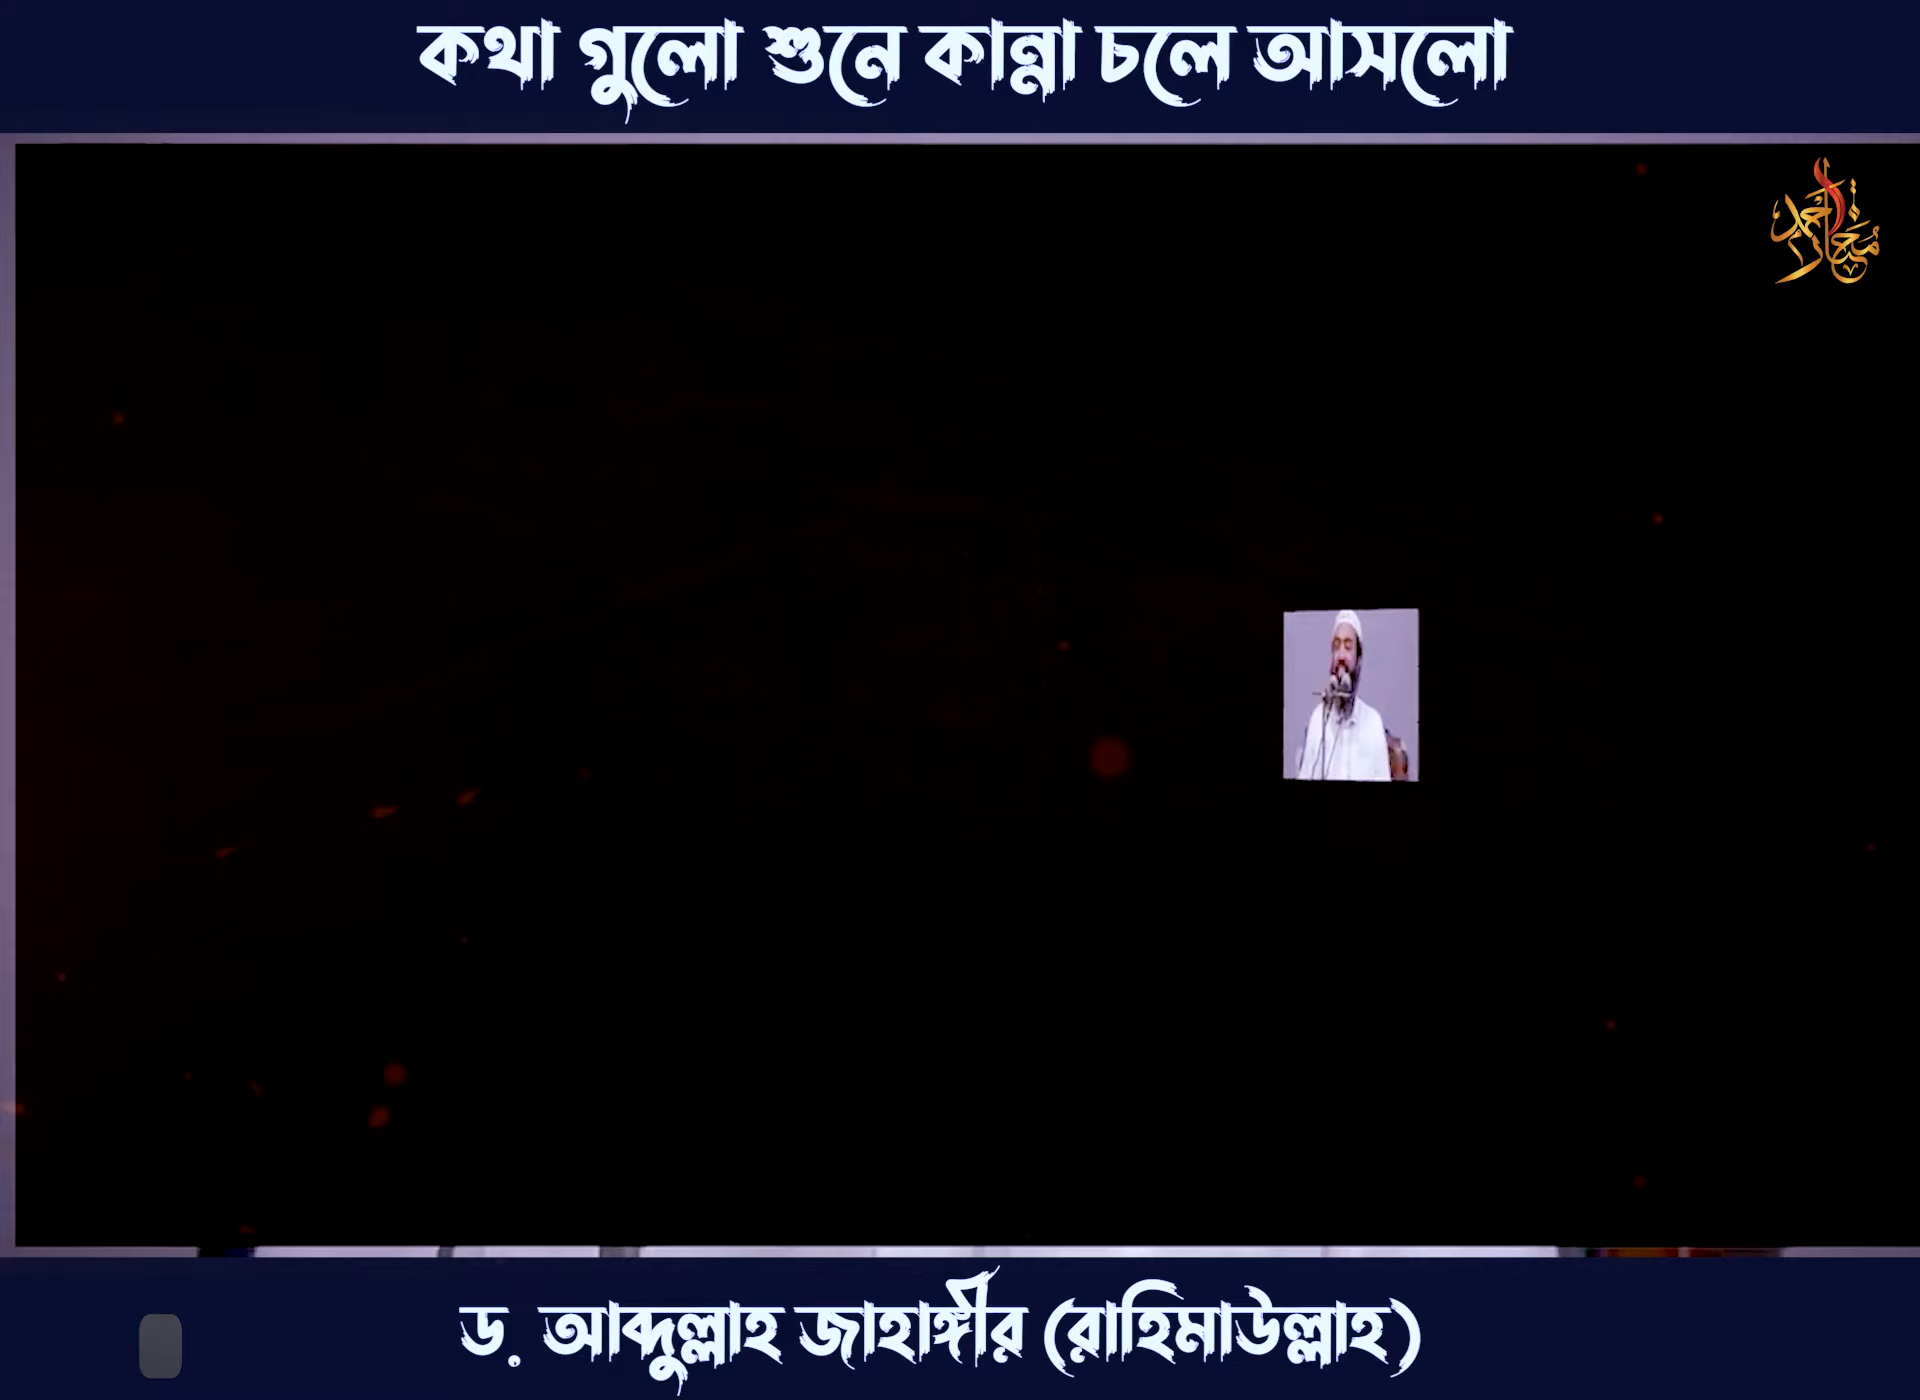 কথা গুলো শুনে কান্না চলে আসলো
ড. আব্দুল্লাহ জাহাঙ্গীর (রাহিমাউল্লাহ)